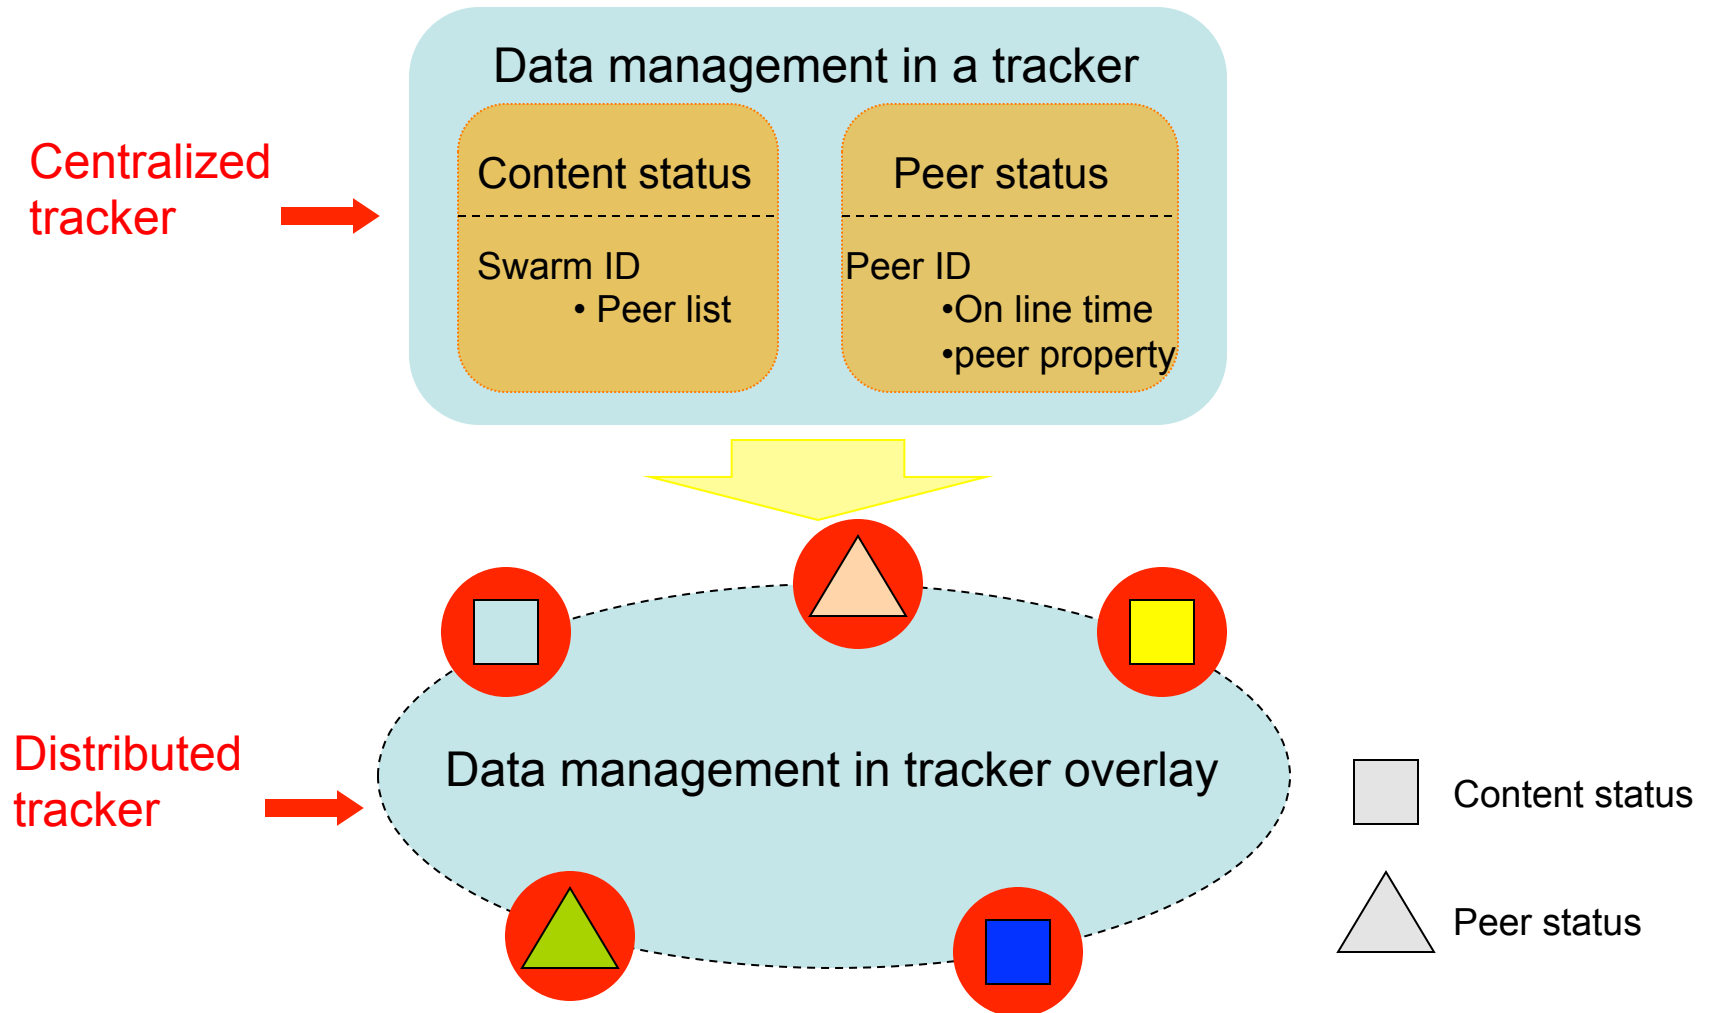 Data management in a tracker
Centralized
tracker
Content status
Swarm ID
• Peer list
Peer status
Peer ID
•On line time
•peer property
Distributed
tracker
Data management in tracker overlay
Content status
Peer status